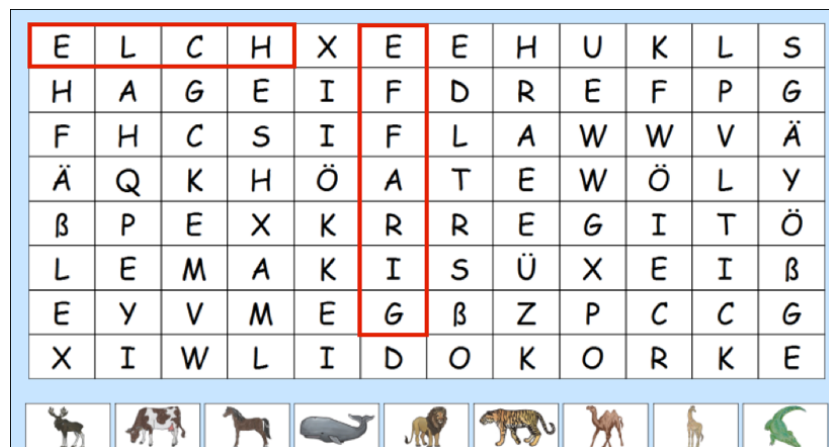 E L C H X E E H U K L S
H A G E I F D R E F P G
F H C S I F L A W W V Ä
Ä Q K H Ö A T E W Ö L Y
ß P E X K R R E G I T Ö
L E M A K I S Ü X E I ß
E Y V M E G ß Z P C C G
X I W L I D O K O R K E